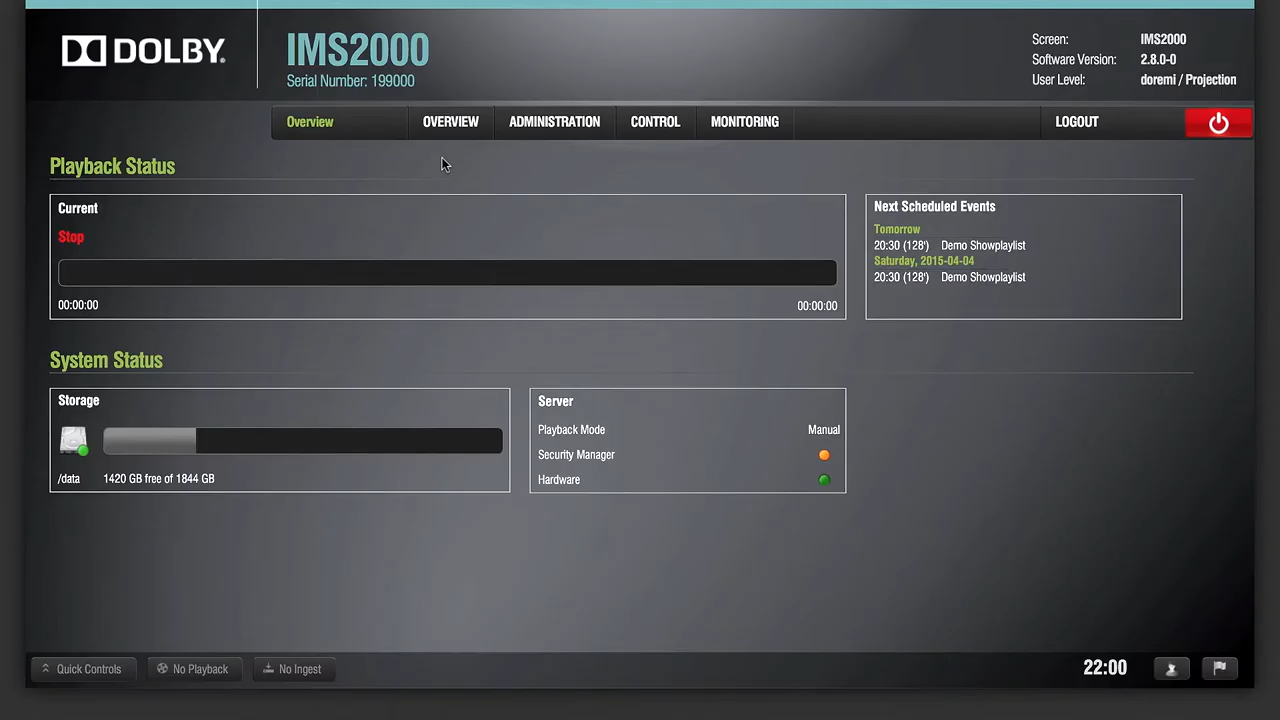 DOLBY.
IMS2000
Serial Number: 199000
Screen: IMS2000
Software Version: 2.8.0-0
User Level: doremi / Projection
Overview OVERVIEW ADMINISTRATION CONTROL MONITORING LOGOUT
Playback Status
Current
Stop
00:00:00 00:00:00
Next Scheduled Events
Tomorrow
20:30 (128') Demo Showplaylist
Saturday, 2015-04-04
20:30 (128') Demo Showplaylist
System Status
Storage
/data 1420 GB free of 1844 GB
Server
Playback Mode Manual
Security Manager
Hardware
Quick Controls No Playback No Ingest 22:00